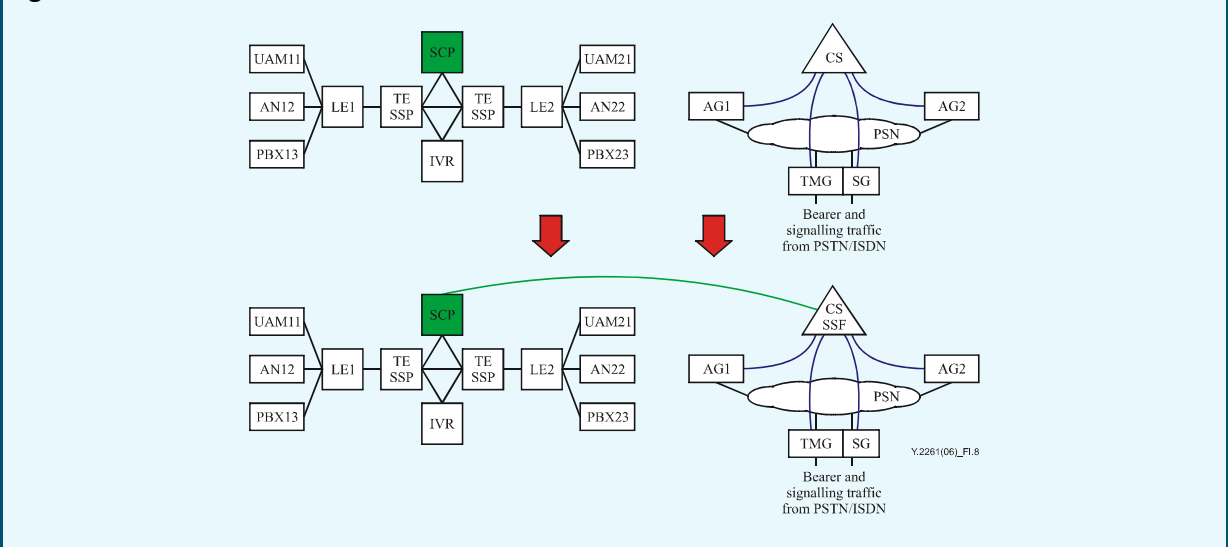 SCP
UAM11
UAM21
AN12
LE1
TE
SSP
TE
SSP
LE2
AN22
PBX13
IVR
PBX23
CS
AG1
AG2
PSN
TMG
SG
Bearer and
signalling traffic
from PSTN/ISDN
SCP
UAM11
UAM21
AN12
LE1
TE
SSP
TE
SSP
LE2
AN22
PBX13
IVR
PBX23
CS
SSF
AG1
AG2
PSN
TMG
SG
Y.2261(06)_FI.8
Bearer and
signalling traffic
from PSTN/ISDN